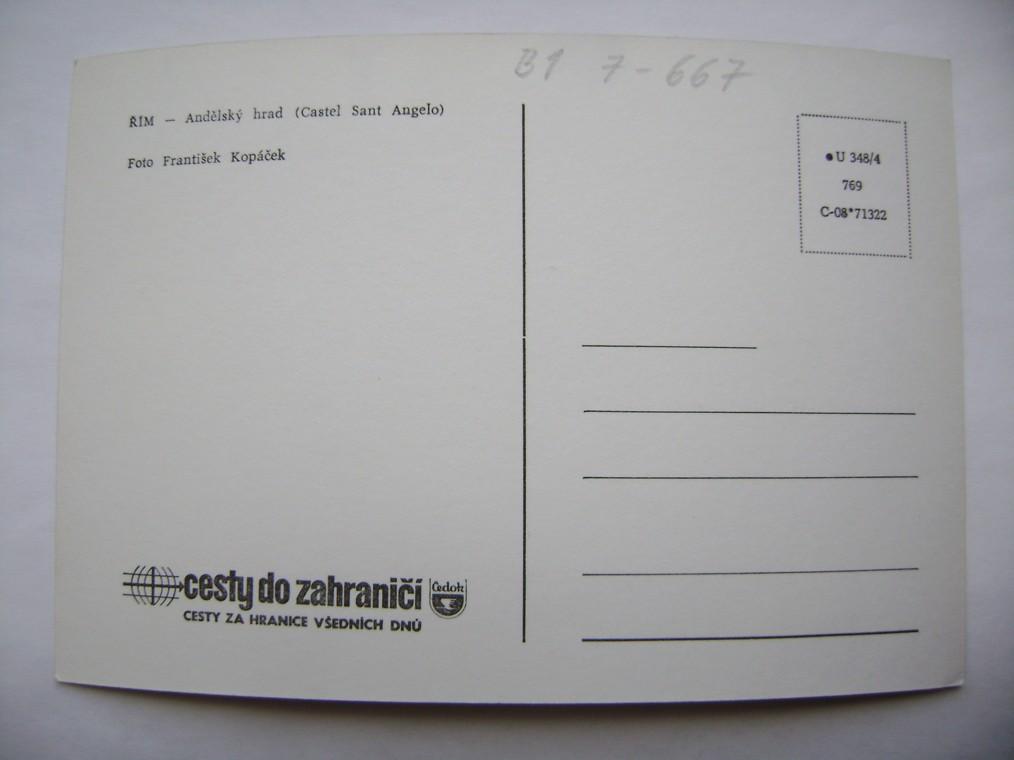 B1 7-667
ŘÍM — Andělský hrad (Castel Sant Angelo)
Foto František Kopáček
● U 348/4
769
C-08*71322
cesty do zahraničí
Čedok
CESTY ZA HRANICE VŠEDNÍCH DNŮ